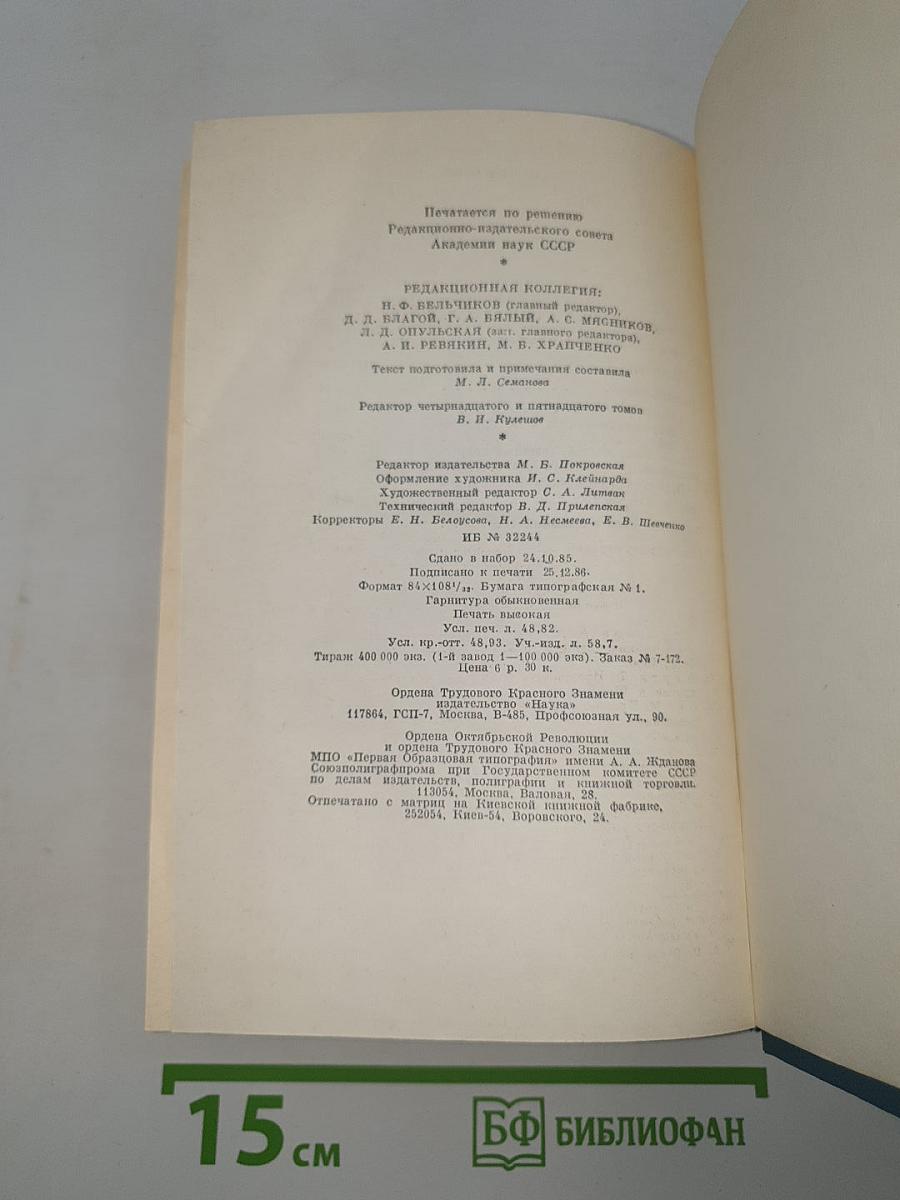 Печатается по решению
Редакционно-издательского совета
Академии наук СССР
*
РЕДАКЦИОННАЯ КОЛЛЕГИЯ:
Н. Ф. БЕЛЬЧИКОВ (главный редактор),
Д. Д. БЛАГОЙ, Г. А. БЯЛЫЙ, А. С. МЯСНИКОВ,
Л. Д. ОПУЛЬСКАЯ (зам. главного редактора),
А. И. РЕВЯКИН, М. Б. ХРАПЧЕНКО
Текст подготовила и примечания составила
М. Л. Семанова
Редактор четырнадцатого и пятнадцатого томов
В. И. Кулешов
*
Редактор издательства М. Б. Покровская
Оформление художника И. С. Клейнарда
Художественный редактор С. А. Литвак
Технический редактор В. Д. Прилепская
Корректоры Е. Н. Белоусова, Н. А. Несмеева, Е. В. Шевченко
ИБ № 32244
Сдано в набор 24.10.85.
Подписано к печати 25.12.86.
Формат 84×108¹/₃₂. Бумага типографская № 1.
Гарнитура обыкновенная
Печать высокая
Усл. печ. л. 48,82.
Усл. кр.-отт. 48,93. Уч.-изд. л. 58,7.
Тираж 400 000 экз. (1-й завод 1—100 000 экз). Заказ № 7-172.
Цена 6 р. 30 к.
Ордена Трудового Красного Знамени
издательство «Наука»
117864, ГСП-7, Москва, В-485, Профсоюзная ул., 90.
Ордена Октябрьской Революции
и ордена Трудового Красного Знамени
МПО «Первая Образцовая типография» имени А. А. Жданова
Союзполиграфпрома при Государственном комитете СССР
по делам издательств, полиграфии и книжной торговли.
113054, Москва, Валовая, 28.
Отпечатано с матриц на Киевской книжной фабрике,
252054, Киев-54, Воровского, 24.
15 см
БФ БИБЛИОФАН